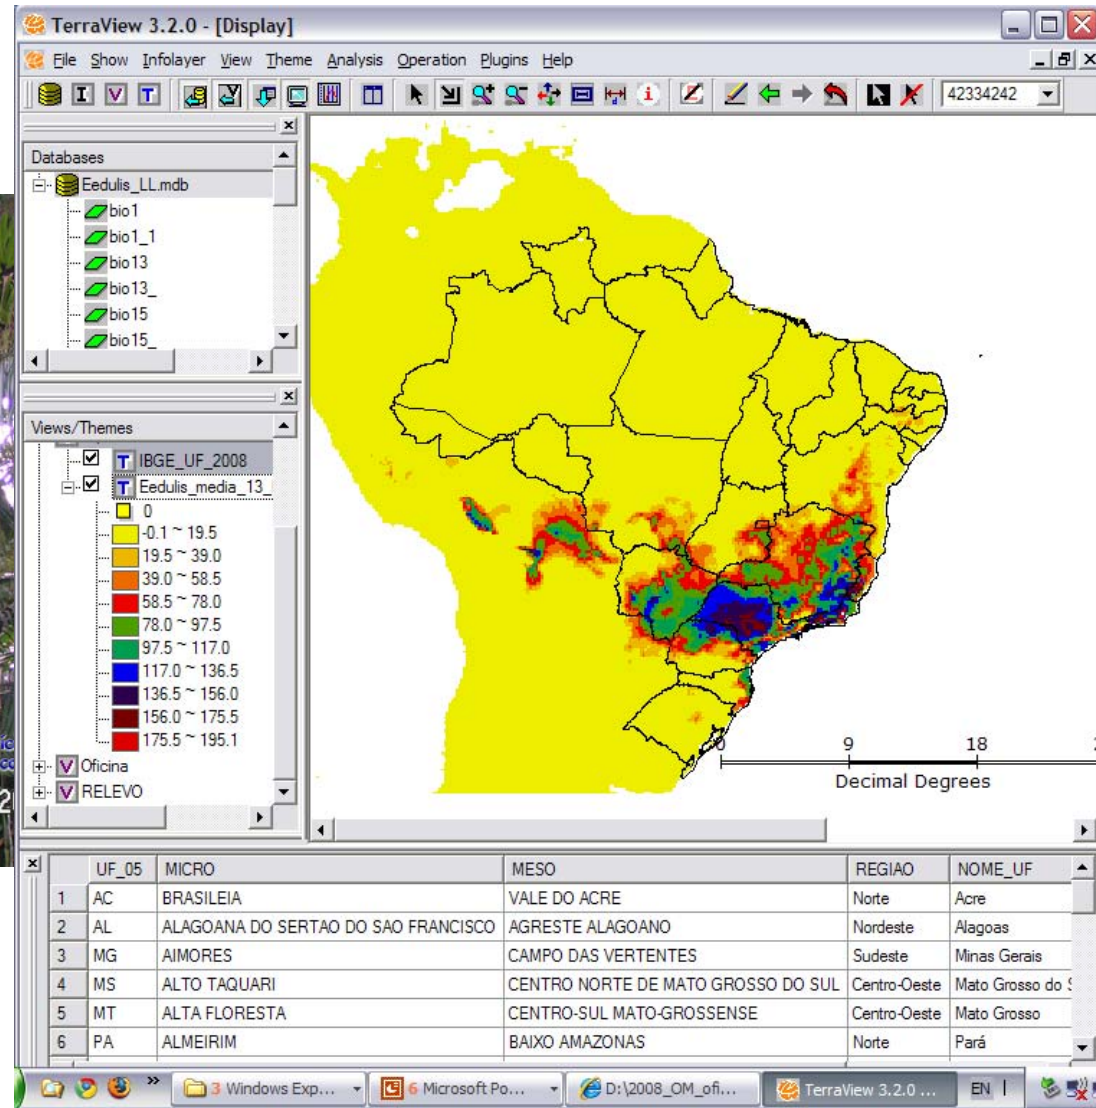 TerraView 3.2.0 - [Display]
File Show Infolayer View Theme Analysis Operation Plugins Help
I V T i 42334242
Databases
Eedulis_LL.mdb
bio1
bio1_1
bio13
bio13_
bio15
bio15_
Views/Themes
T IBGE_UF_2008
T Eedulis_media_13_
0
-0.1 ~ 19.5
19.5 ~ 39.0
39.0 ~ 58.5
58.5 ~ 78.0
78.0 ~ 97.5
97.5 ~ 117.0
117.0 ~ 136.5
136.5 ~ 156.0
156.0 ~ 175.5
175.5 ~ 195.1
V Oficina
V RELEVO
0 9 18
Decimal Degrees
UF_05 MICRO MESO REGIAO NOME_UF
1 AC BRASILEIA VALE DO ACRE Norte Acre
2 AL ALAGOANA DO SERTAO DO SAO FRANCISCO AGRESTE ALAGOANO Nordeste Alagoas
3 MG AIMORES CAMPO DAS VERTENTES Sudeste Minas Gerais
4 MS ALTO TAQUARI CENTRO NORTE DE MATO GROSSO DO SUL Centro-Oeste Mato Grosso do
5 MT ALTA FLORESTA CENTRO-SUL MATO-GROSSENSE Centro-Oeste Mato Grosso
6 PA ALMEIRIM BAIXO AMAZONAS Norte Pará
» 3 Windows Exp... 6 Microsoft Po... D:\2008_OM_ofi... TerraView 3.2.0 ... EN